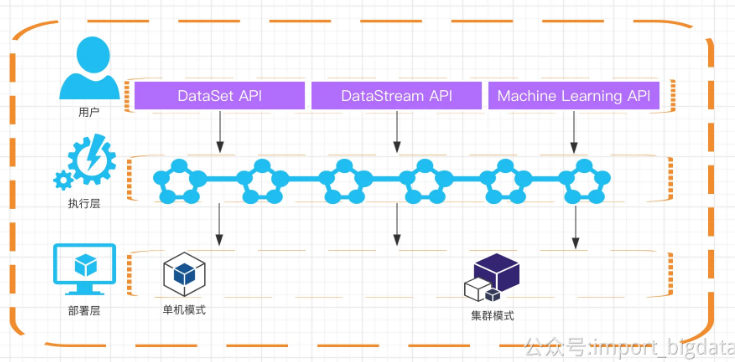 DataSet API
DataStream API
Machine Learning API
用户
执行层
部署层
单机模式
集群模式
公众号:import_bigdata